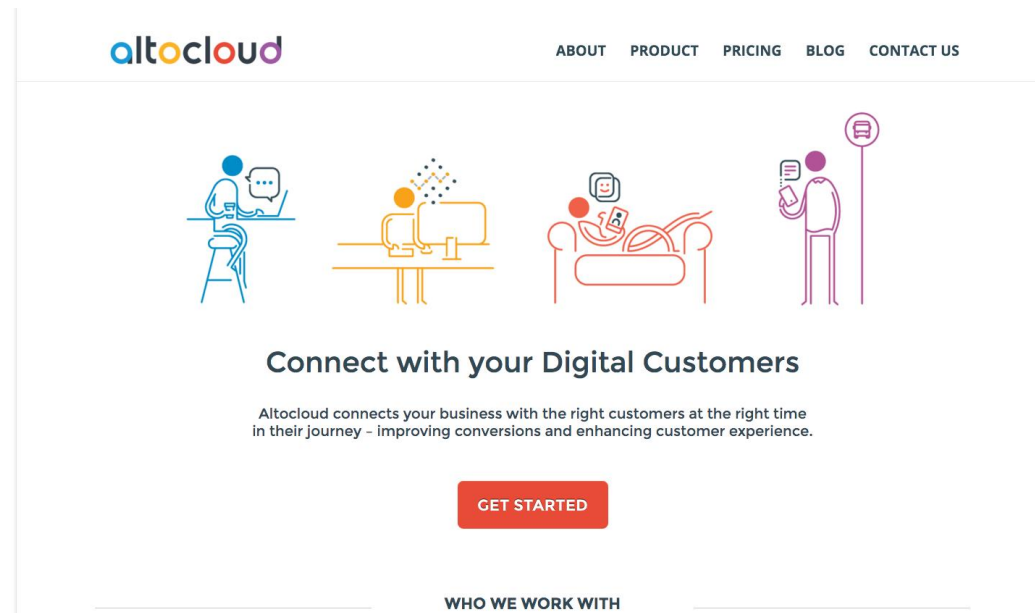 altocloud
ABOUT PRODUCT PRICING BLOG CONTACT US
Connect with your Digital Customers
Altocloud connects your business with the right customers at the right time
in their journey – improving conversions and enhancing customer experience.
GET STARTED
WHO WE WORK WITH